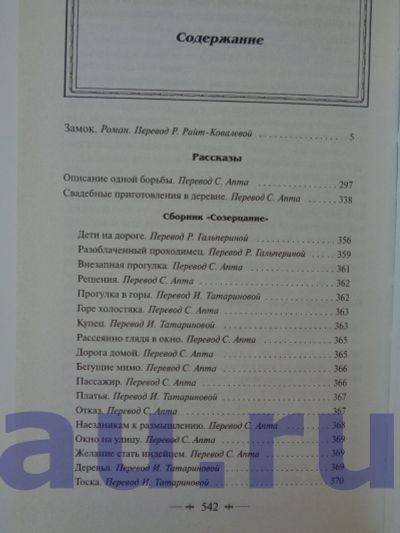 Содержание
Замок. Роман. Перевод Р. Райт-Ковалевой 5
Рассказы
Описание одной борьбы. Перевод С. Апта 297
Свадебные приготовления в деревне. Перевод С. Апта 338
Сборник «Созерцание»
Дети на дороге. Перевод Р. Гальпериной 356
Разоблаченный проходимец. Перевод Р. Гальпериной 359
Внезапная прогулка. Перевод С. Апта 361
Решения. Перевод С. Апта 362
Прогулка в горы. Перевод И. Татариновой 362
Горе холостяка. Перевод С. Апта 363
Купец. Перевод И. Татариновой 363
Рассеянно глядя в окно. Перевод С. Апта 365
Дорога домой. Перевод С. Апта 365
Бегущие мимо. Перевод С. Апта 366
Пассажир. Перевод С. Апта 366
Платья. Перевод И. Татариновой 367
Отказ. Перевод С. Апта 367
Наездникам к размышлению. Перевод С. Апта 368
Окно на улицу. Перевод С. Апта 369
Желание стать индейцем. Перевод С. Апта 369
Деревья. Перевод И. Татариновой 369
Тоска. Перевод И. Татариновой 370
542
au.ru